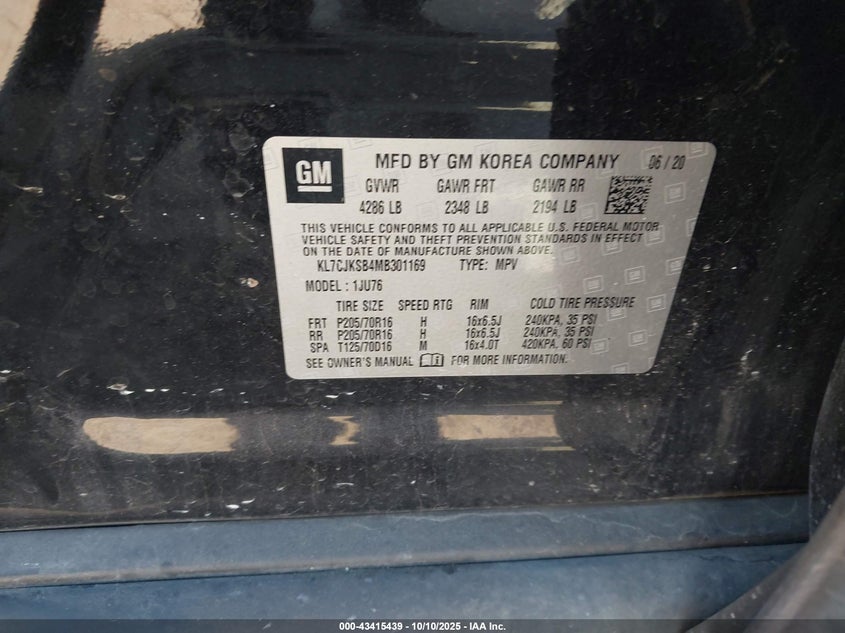 GM MFD BY GM KOREA COMPANY 06 / 20
GVWR GAWR FRT GAWR RR
4286 LB 2348 LB 2194 LB
THIS VEHICLE CONFORMS TO ALL APPLICABLE U.S. FEDERAL MOTOR
VEHICLE SAFETY AND THEFT PREVENTION STANDARDS IN EFFECT
ON THE DATE OF MANUFACTURE SHOWN ABOVE.
KL7CJKSB4MB301169 TYPE: MPV
MODEL : 1JU76
TIRE SIZE SPEED RTG RIM COLD TIRE PRESSURE
FRT P205/70R16 H 16x6.5J 240KPA, 35 PSI
RR P205/70R16 H 16x6.5J 240KPA, 35 PSI
SPA T125/70D16 M 16x4.0T 420KPA, 60 PSI
SEE OWNER'S MANUAL FOR MORE INFORMATION.
000-43415439 - 10/10/2025 - IAA Inc.